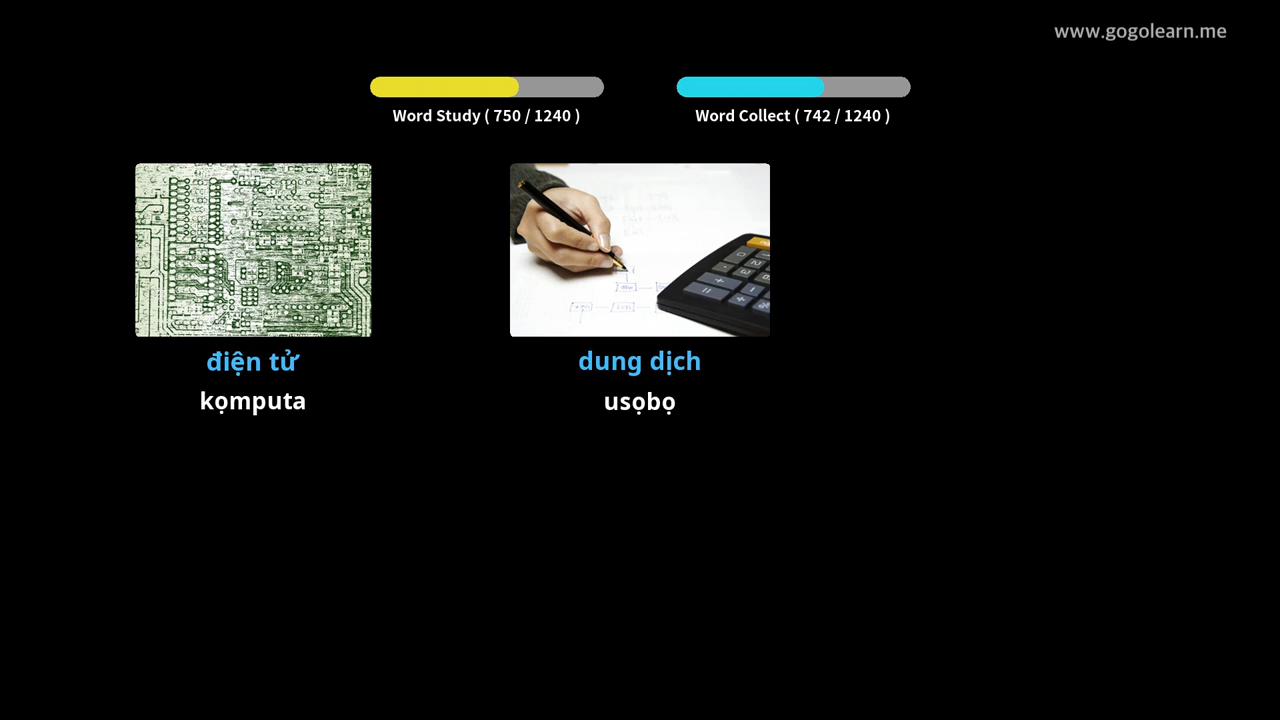 www.gogolearn.me
Word Study ( 750 / 1240 )
Word Collect ( 742 / 1240 )
điện tử
dung dịch
kọmputa
usọbọ